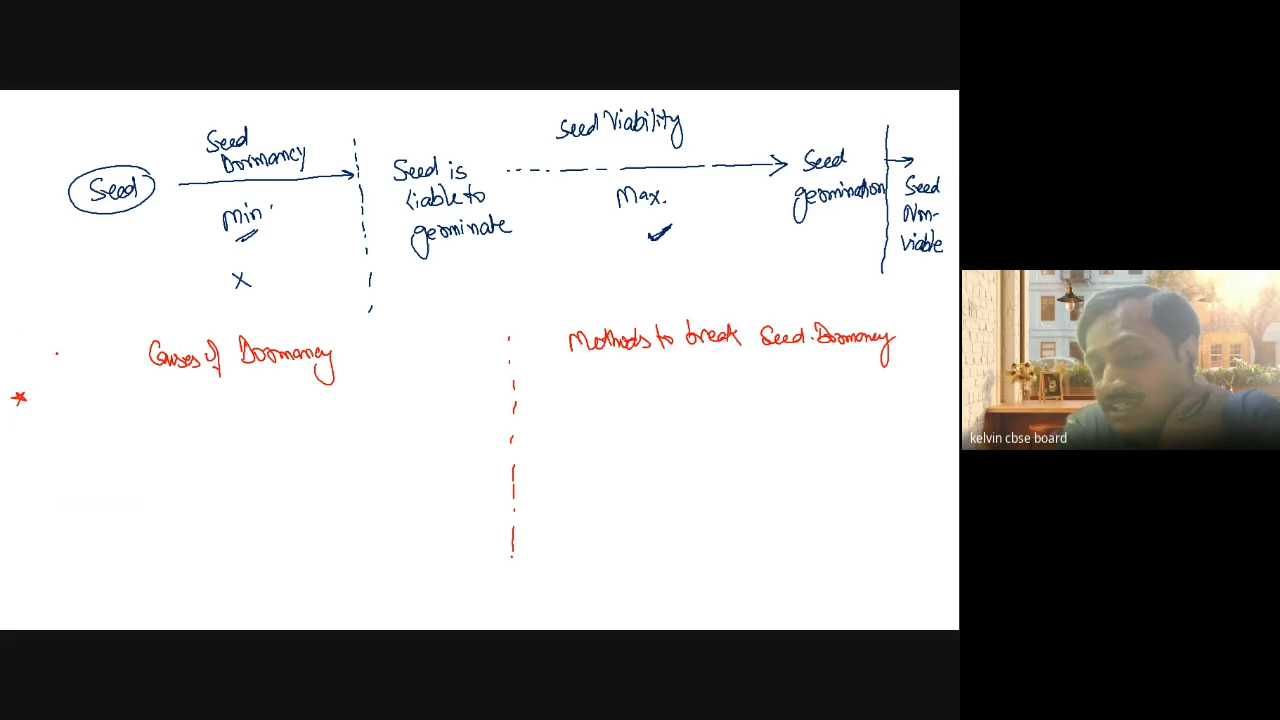 Seed
Seed
Dormancy
Min.
x
Seed is
liable to
germinate
Seed Viability
Max.
Seed
germination
Seed
Non-
viable
Causes of Dormancy
Methods to break Seed Dormancy
kelvin cbse board